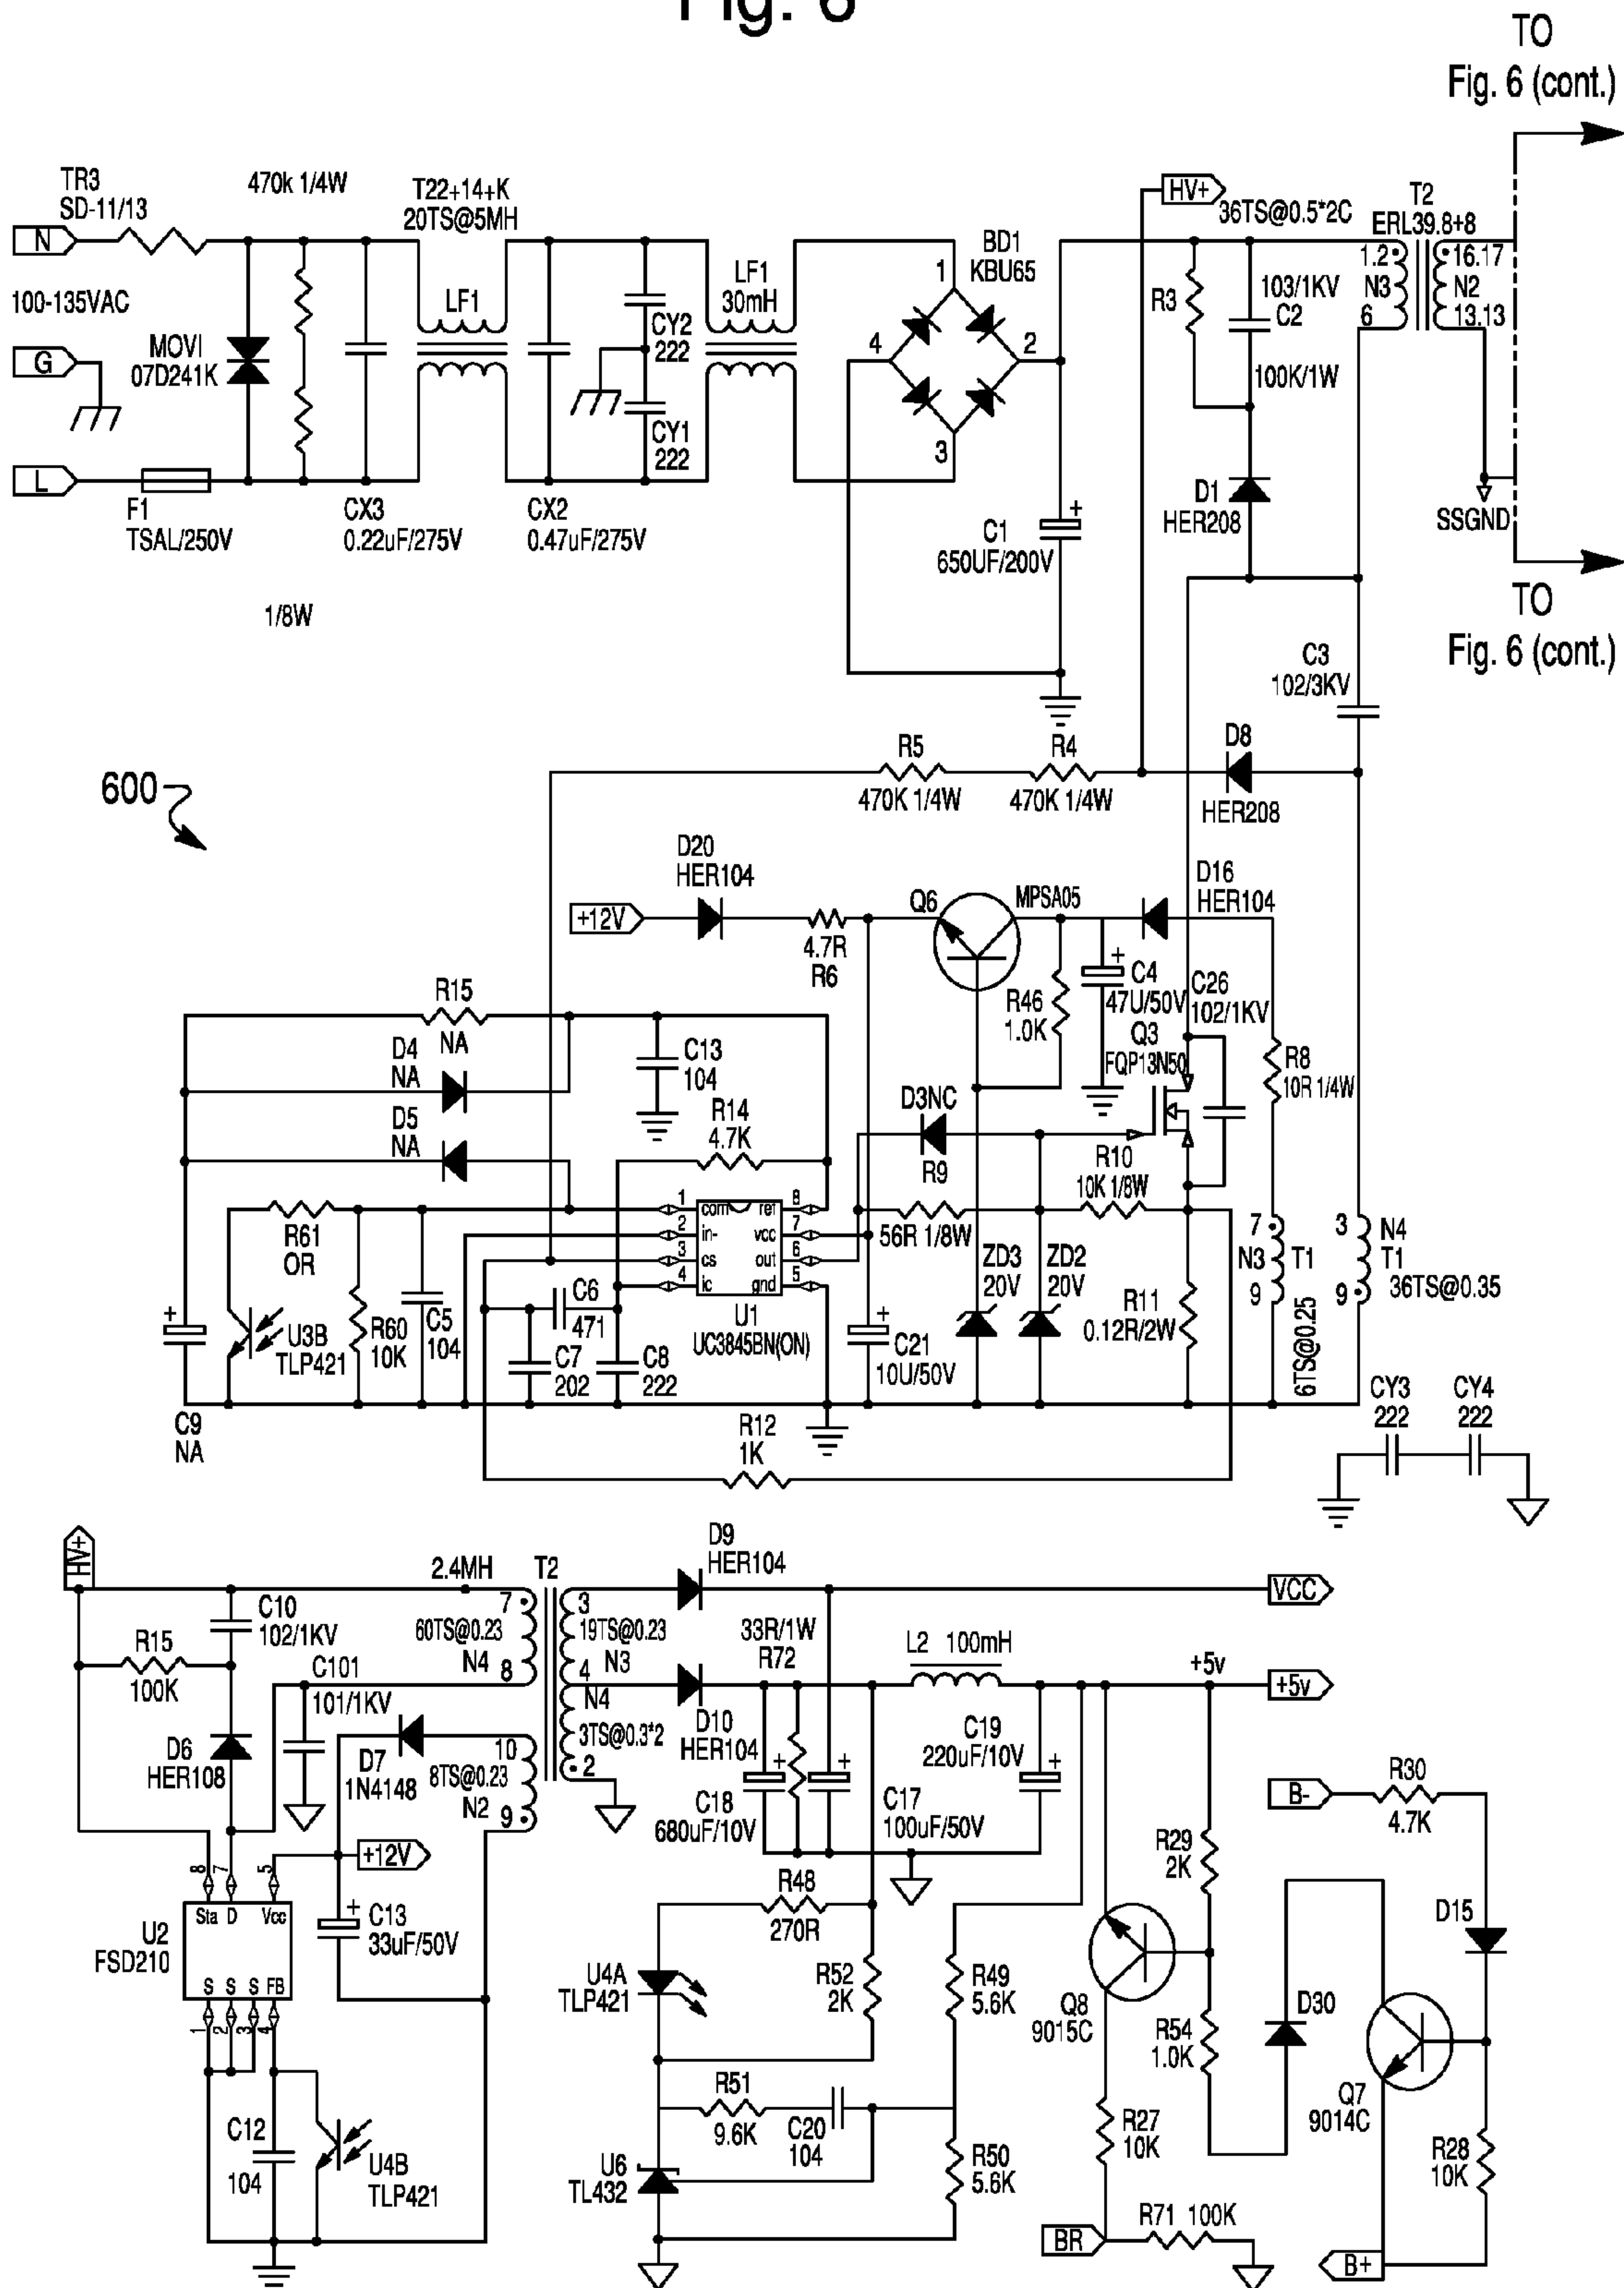 Fig. 6
TO
Fig. 6 (cont.)
TR3
SD-11/13
470k 1/4W
T22+14+K
20TS@5MH
HV+
36TS@0.5*2C
T2
ERL39.8+8
N
100-135VAC
G
L
MOVI
07D241K
LF1
CY2
222
CY1
222
LF1
30mH
BD1
KBU65
1
2
3
4
R3
103/1KV
C2
100K/1W
1.2
N3
6
16.17
N2
13.13
F1
TSAL/250V
CX3
0.22uF/275V
CX2
0.47uF/275V
C1
650UF/200V
D1
HER208
SSGND
TO
Fig. 6 (cont.)
1/8W
C3
102/3KV
600
R5
470K 1/4W
R4
470K 1/4W
D8
HER208
D20
HER104
+12V
4.7R
R6
Q6
MPSA05
D16
HER104
R46
1.0K
C4
47U/50V
C26
102/1KV
Q3
FQP13N50
R8
10R 1/4W
R15
NA
D4
NA
D5
NA
C13
104
R14
4.7K
D3NC
R9
56R 1/8W
R10
10K 1/8W
R61
OR
1
2
3
4
com
in-
cs
ic
ref
vcc
out
gnd
8
7
6
5
U1
UC3845BN(ON)
U3B
TLP421
R60
10K
C5
104
C6
471
C7
202
C8
222
C21
10U/50V
ZD3
20V
ZD2
20V
R11
0.12R/2W
7
N3
9
T1
6TS@0.25
3
N4
T1
9
36TS@0.35
C9
NA
R12
1K
CY3
222
CY4
222
HV+
2.4MH
T2
D9
HER104
VCC
C10
102/1KV
R15
100K
C101
101/1KV
7
60TS@0.23
N4
8
3
19TS@0.23
4
N3
N4
3TS@0.3*2
2
33R/1W
R72
L2 100mH
+5v
+5v
D6
HER108
D7
1N4148
10
8TS@0.23
N2
9
D10
HER104
C18
680uF/10V
C17
100uF/50V
C19
220uF/10V
+12V
8
7
5
Sta D Vcc
U2
FSD210
S S S FB
1
2
3
4
C13
33uF/50V
B-
R30
4.7K
R29
2K
D15
R48
270R
U4A
TLP421
R52
2K
R49
5.6K
Q8
9015C
R54
1.0K
D30
Q7
9014C
C12
104
U4B
TLP421
R51
9.6K
C20
104
U6
TL432
R50
5.6K
R27
10K
R28
10K
BR
R71 100K
B+